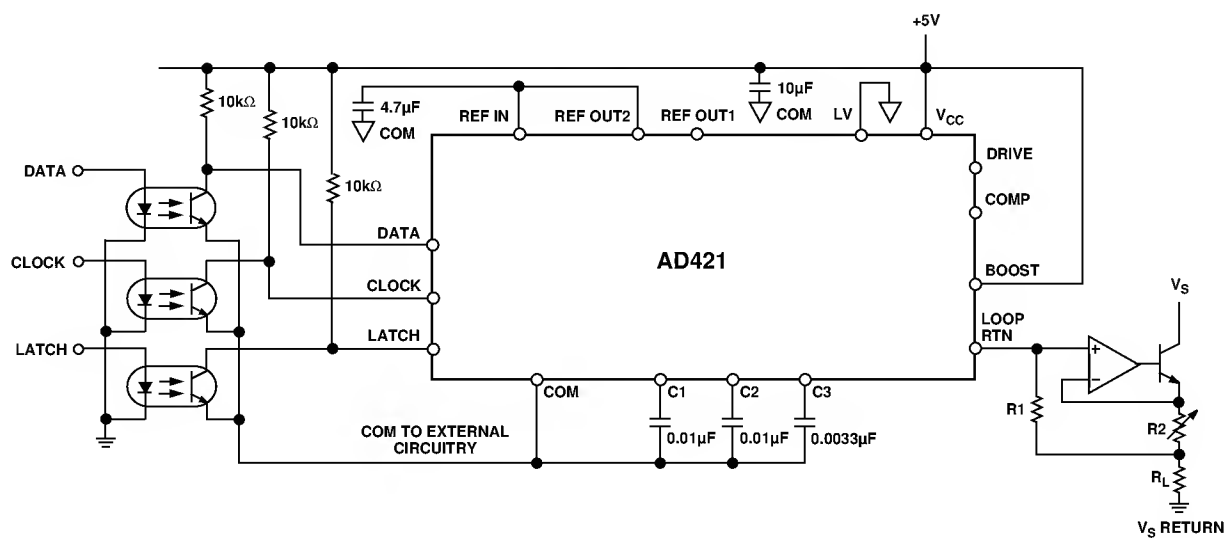 +5V
10kΩ
10kΩ
10kΩ
4.7µF
COM
REF IN
REF OUT2
REF OUT1
10µF
COM
LV
VCC
DRIVE
COMP
BOOST
LOOP
RTN
DATA
CLOCK
LATCH
DATA
CLOCK
LATCH
AD421
COM
C1
C2
C3
0.01µF
0.01µF
0.0033µF
COM TO EXTERNAL
CIRCUITRY
VS
+
−
R1
R2
RL
VS RETURN